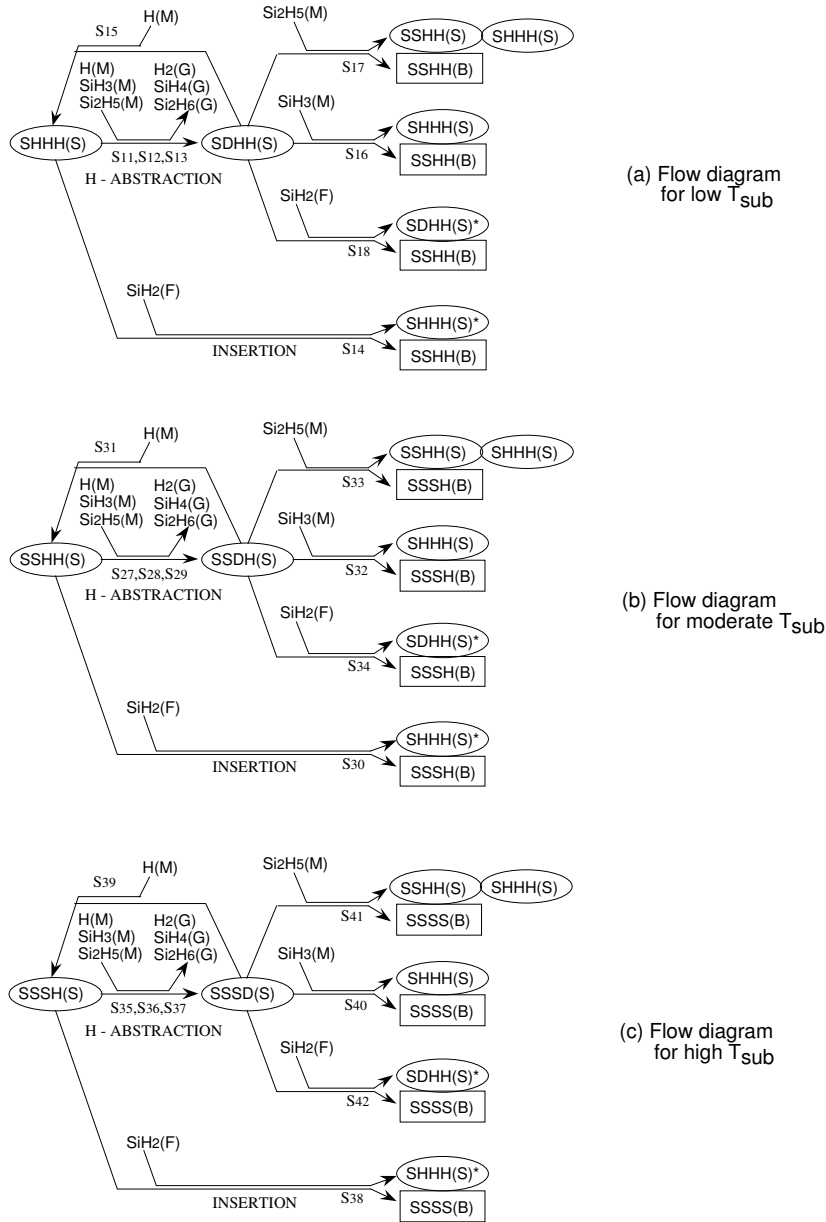 H(M)
S15
H(M)
SiH3(M)
Si2H5(M)
H2(G)
SiH4(G)
Si2H6(G)
SHHH(S)
S11,S12,S13
H - ABSTRACTION
SDHH(S)
Si2H5(M)
S17
SSHH(S)
SHHH(S)
SSHH(B)
SiH3(M)
S16
SHHH(S)
SSHH(B)
SiH2(F)
S18
SDHH(S)*
SSHH(B)
SiH2(F)
INSERTION
S14
SHHH(S)*
SSHH(B)
(a) Flow diagram
for low Tsub
H(M)
S31
H(M)
SiH3(M)
Si2H5(M)
H2(G)
SiH4(G)
Si2H6(G)
SSHH(S)
S27,S28,S29
H - ABSTRACTION
SSDH(S)
Si2H5(M)
S33
SSHH(S)
SHHH(S)
SSSH(B)
SiH3(M)
S32
SHHH(S)
SSSH(B)
SiH2(F)
S34
SDHH(S)*
SSSH(B)
SiH2(F)
INSERTION
S30
SHHH(S)*
SSSH(B)
(b) Flow diagram
for moderate Tsub
H(M)
S39
H(M)
SiH3(M)
Si2H5(M)
H2(G)
SiH4(G)
Si2H6(G)
SSSH(S)
S35,S36,S37
H - ABSTRACTION
SSSD(S)
Si2H5(M)
S41
SSHH(S)
SHHH(S)
SSSS(B)
SiH3(M)
S40
SHHH(S)
SSSS(B)
SiH2(F)
S42
SDHH(S)*
SSSS(B)
SiH2(F)
INSERTION
S38
SHHH(S)*
SSSS(B)
(c) Flow diagram
for high Tsub